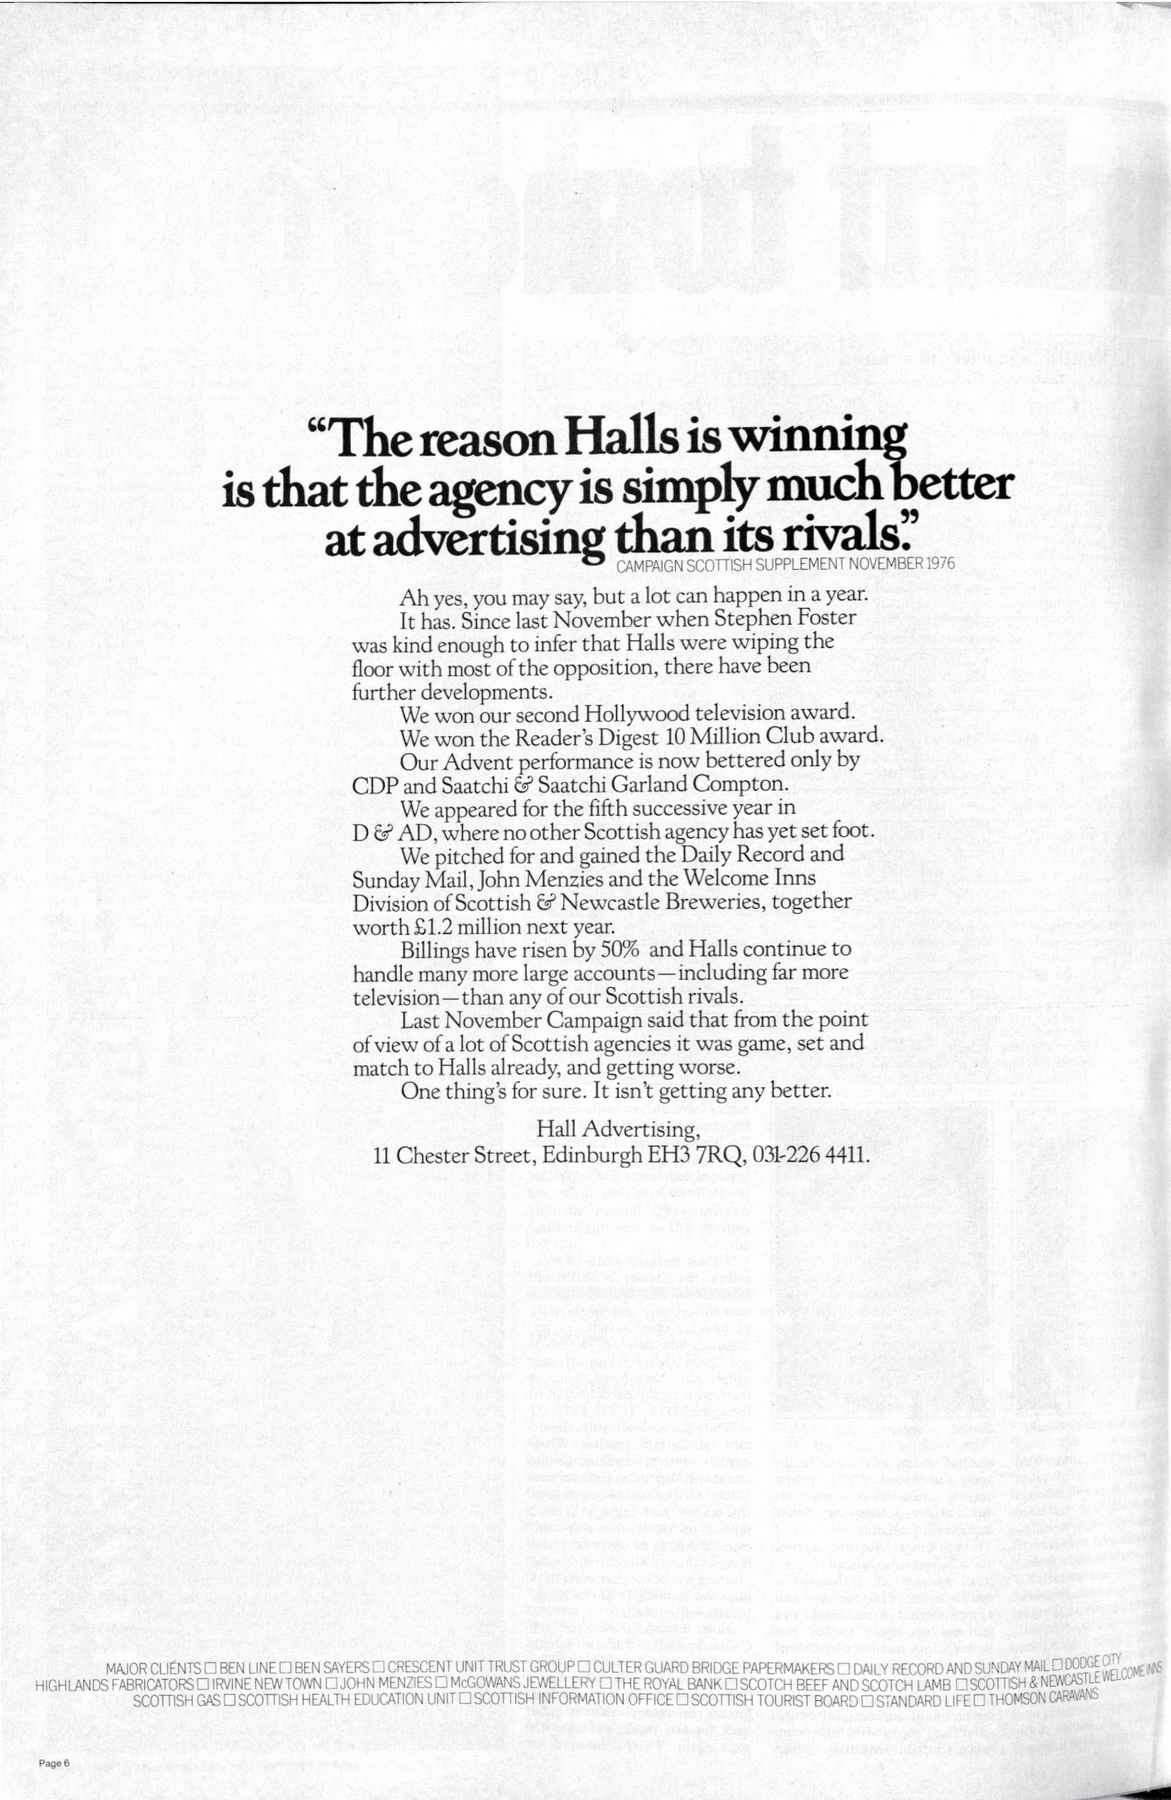 “The reason Halls is winning
is that the agency is simply much better
at advertising than its rivals.”
CAMPAIGN SCOTTISH SUPPLEMENT NOVEMBER 1976
Ah yes, you may say, but a lot can happen in a year.
It has. Since last November when Stephen Foster
was kind enough to infer that Halls were wiping the
floor with most of the opposition, there have been
further developments.
We won our second Hollywood television award.
We won the Reader's Digest 10 Million Club award.
Our Advent performance is now bettered only by
CDP and Saatchi & Saatchi Garland Compton.
We appeared for the fifth successive year in
D & AD, where no other Scottish agency has yet set foot.
We pitched for and gained the Daily Record and
Sunday Mail, John Menzies and the Welcome Inns
Division of Scottish & Newcastle Breweries, together
worth £1.2 million next year.
Billings have risen by 50% and Halls continue to
handle many more large accounts—including far more
television—than any of our Scottish rivals.
Last November Campaign said that from the point
of view of a lot of Scottish agencies it was game, set and
match to Halls already, and getting worse.
One thing's for sure. It isn't getting any better.
Hall Advertising,
11 Chester Street, Edinburgh EH3 7RQ, 031-226 4411.
MAJOR CLIENTS □ BEN LINE □ BEN SAYERS □ CRESCENT UNIT TRUST GROUP □ CULTER GUARD BRIDGE PAPERMAKERS □ DAILY RECORD AND SUNDAY MAIL □ DODGE CITY
HIGHLANDS FABRICATORS □ IRVINE NEW TOWN □ JOHN MENZIES □ McGOWANS JEWELLERY □ THE ROYAL BANK □ SCOTCH BEEF AND SCOTCH LAMB □ SCOTTISH & NEWCASTLE WELCOME INNS
SCOTTISH GAS □ SCOTTISH HEALTH EDUCATION UNIT □ SCOTTISH INFORMATION OFFICE □ SCOTTISH TOURIST BOARD □ STANDARD LIFE □ THOMSON CARAVANS
Page 6